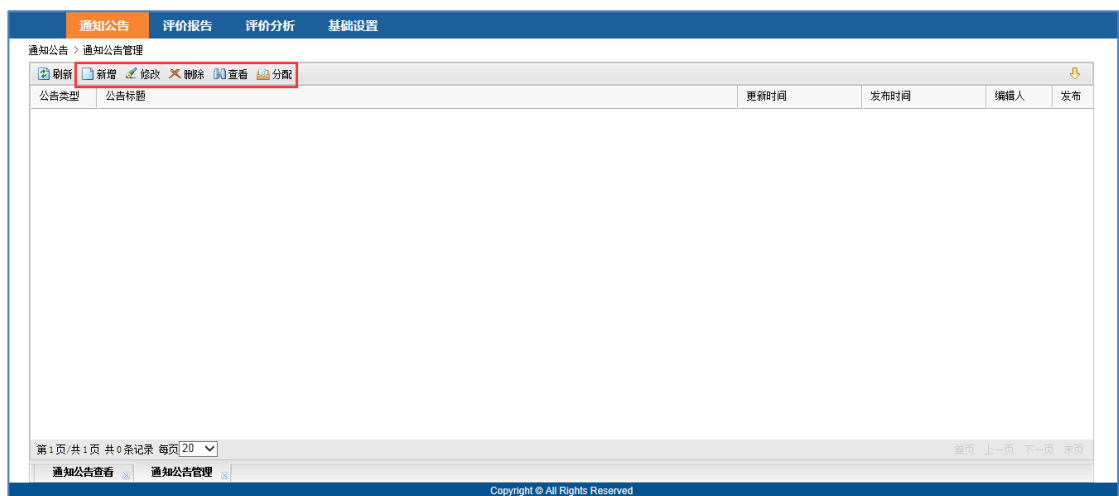 通知公告 评价报告 评价分析 基础设置
通知公告 > 通知公告管理
刷新 新增 修改 删除 查看 分配
公告类型 公告标题 更新时间 发布时间 编辑人 发布
第1页/共1页 共0条记录 每页 20 首页 上一页 下一页 末页
通知公告查看 通知公告管理
Copyright © All Rights Reserved